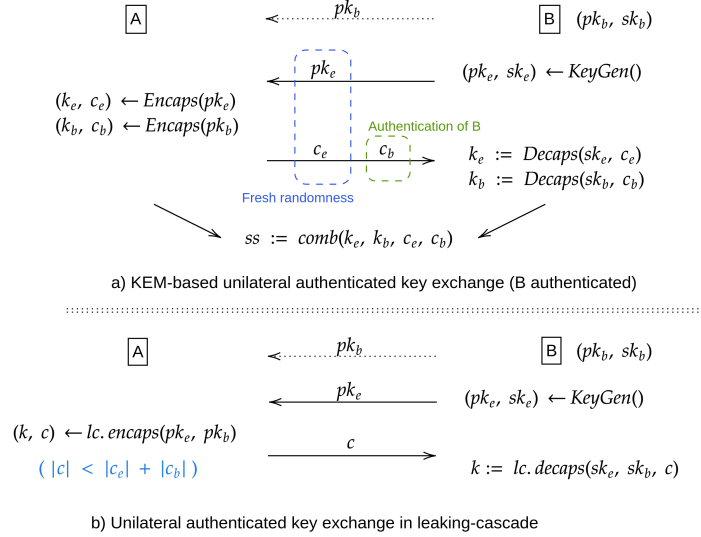 A
pk_b
B (pk_b, sk_b)
pk_e
(pk_e, sk_e) ← KeyGen()
(k_e, c_e) ← Encaps(pk_e)
(k_b, c_b) ← Encaps(pk_b)
Authentication of B
c_e
c_b
k_e := Decaps(sk_e, c_e)
k_b := Decaps(sk_b, c_b)
Fresh randomness
ss := comb(k_e, k_b, c_e, c_b)
a) KEM-based unilateral authenticated key exchange (B authenticated)
A
pk_b
B (pk_b, sk_b)
pk_e
(pk_e, sk_e) ← KeyGen()
(k, c) ← lc.encaps(pk_e, pk_b)
c
( |c| < |c_e| + |c_b| )
k := lc.decaps(sk_e, sk_b, c)
b) Unilateral authenticated key exchange in leaking-cascade